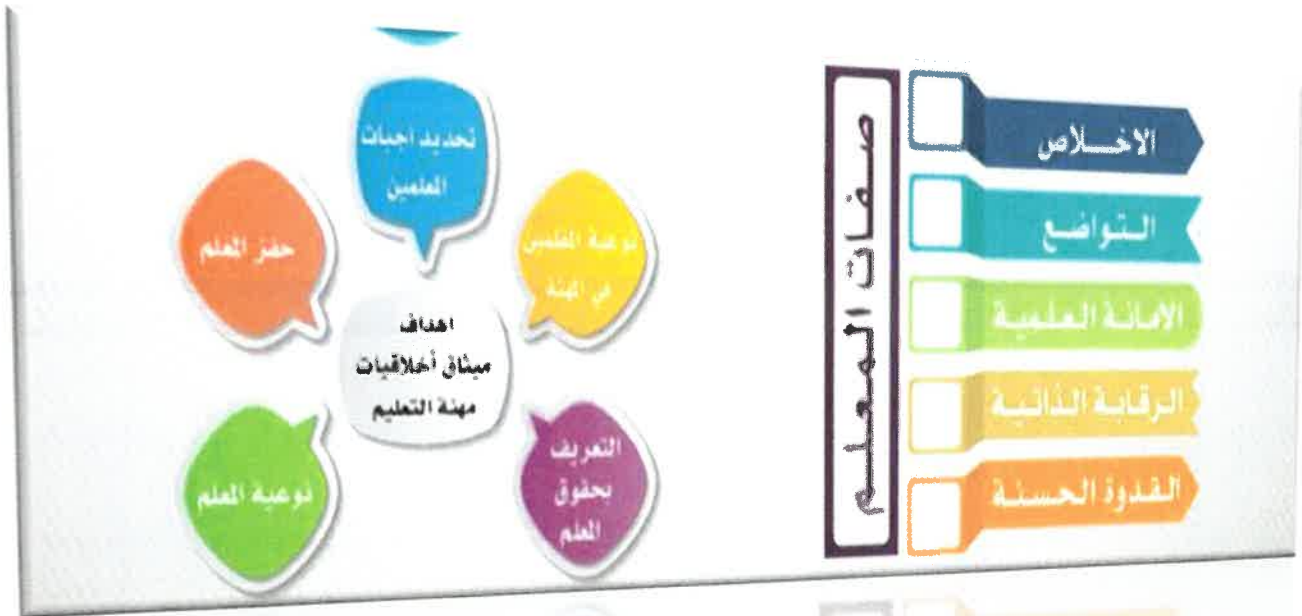 صفات المعلم
الاخلاص
التواضع
الامانة العلمية
الرقابة الذاتية
القدوة الحسنة
اهداف
ميثاق أخلاقيات
مهنة التعليم
تحديد اجبات
المعلمين
توعية المعلمين
في المهنة
التعريف
بحقوق
المعلم
توعية المعلم
حفز المعلم